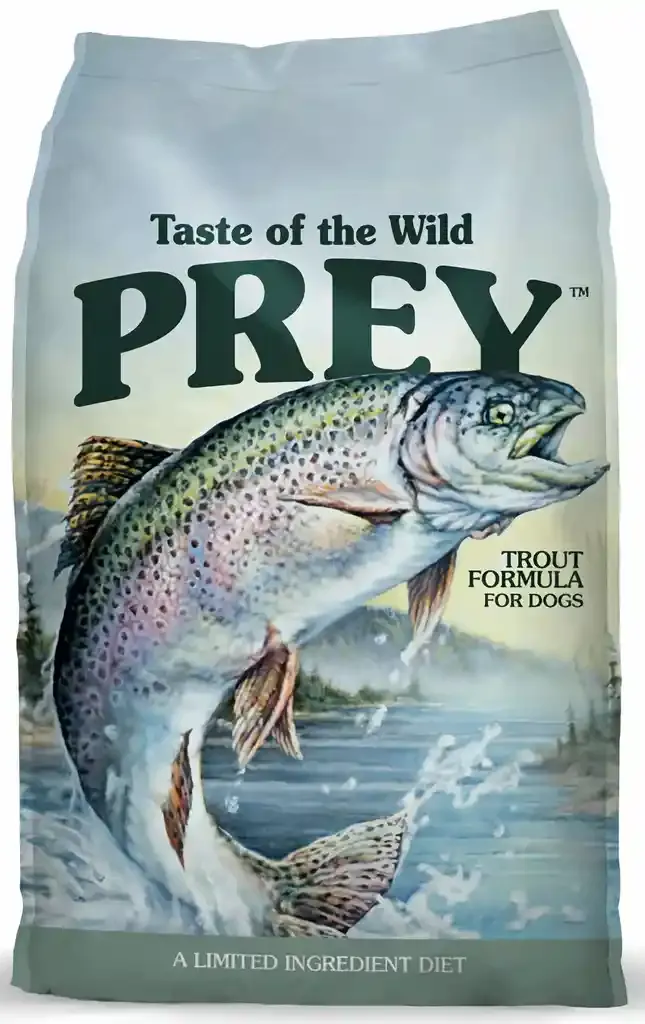 Taste of the Wild
PREY™
TROUT
FORMULA
FOR DOGS
A LIMITED INGREDIENT DIET